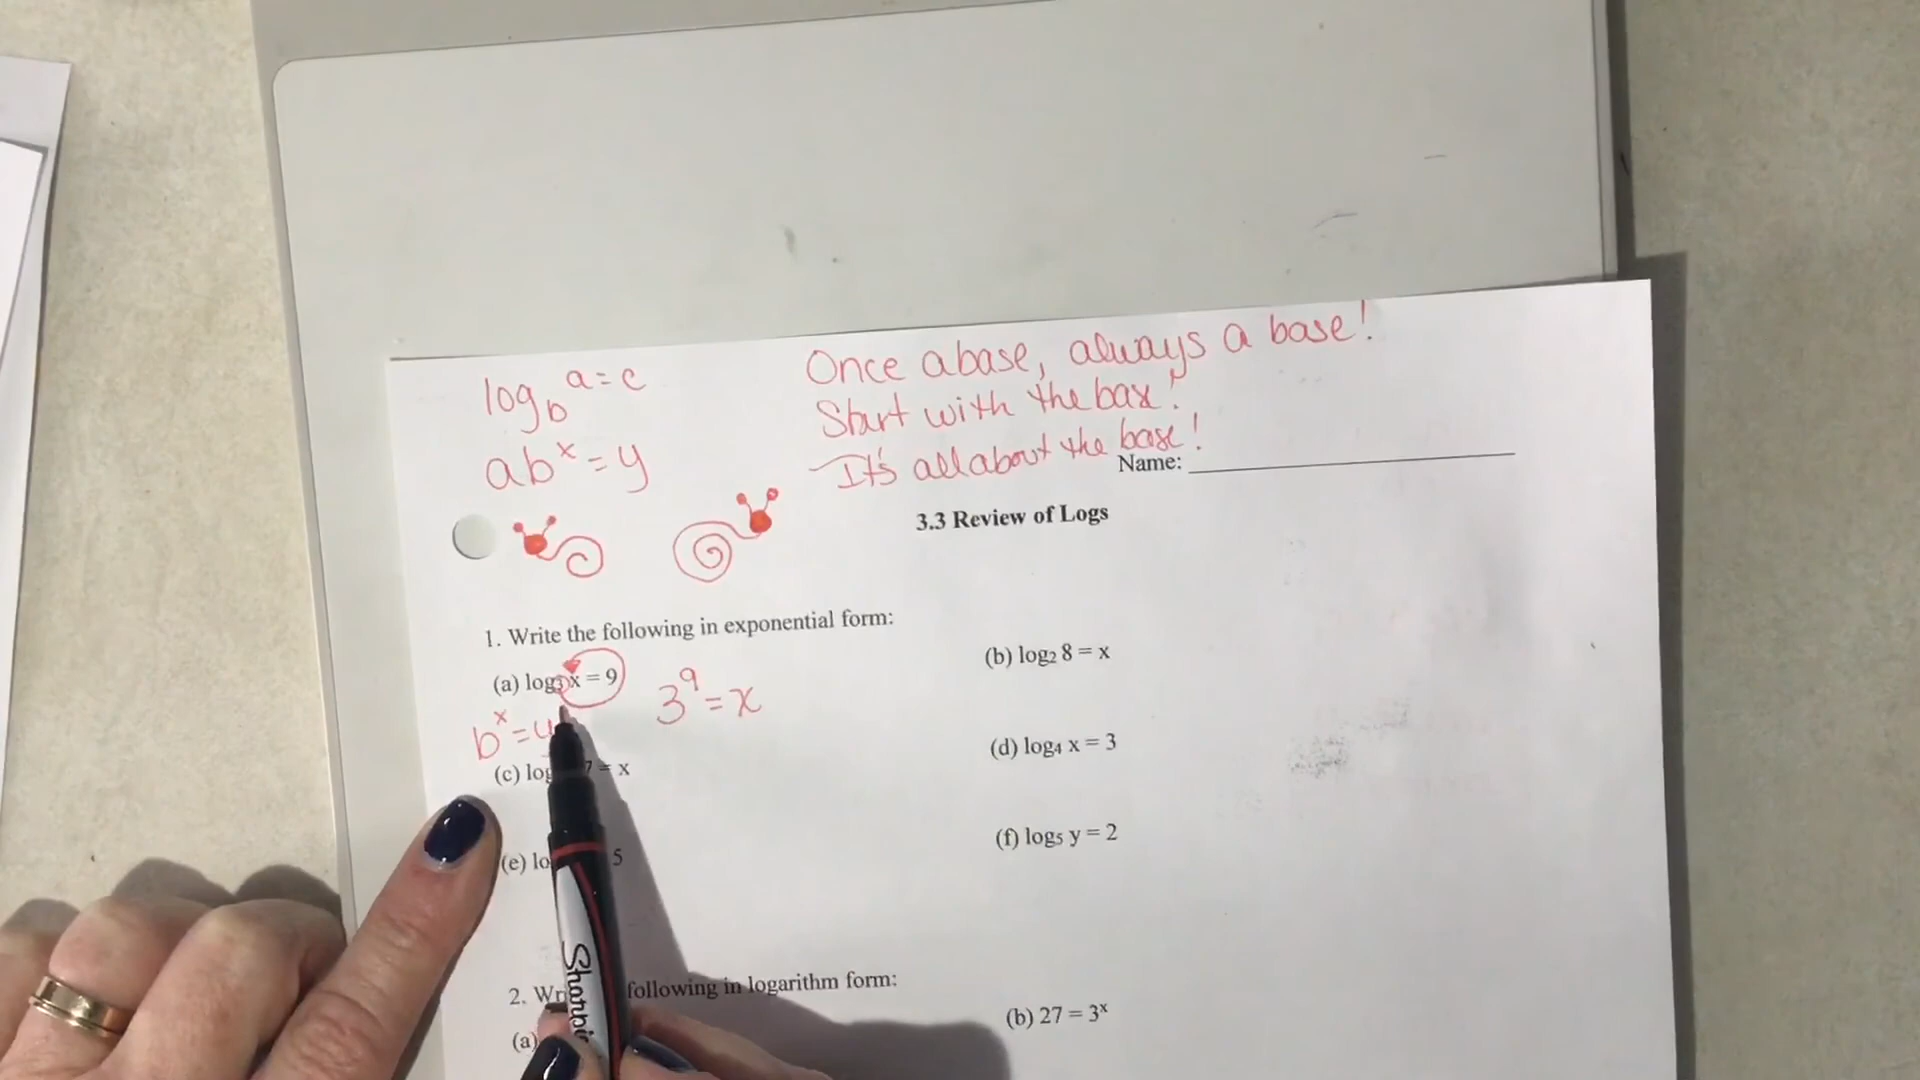 log_b a = c
ab^x = y
Once a base, always a base!
Start with the base!
It's all about the base!
Name:
3.3 Review of Logs
1. Write the following in exponential form:
(a) log₃ x = 9
3^9 = x
(b) log₂ 8 = x
b^x =
(c) log 7 = x
(d) log₄ x = 3
(e) lo 5
(f) log₅ y = 2
2. following in logarithm form:
(a)
(b) 27 = 3^x
Sharpie